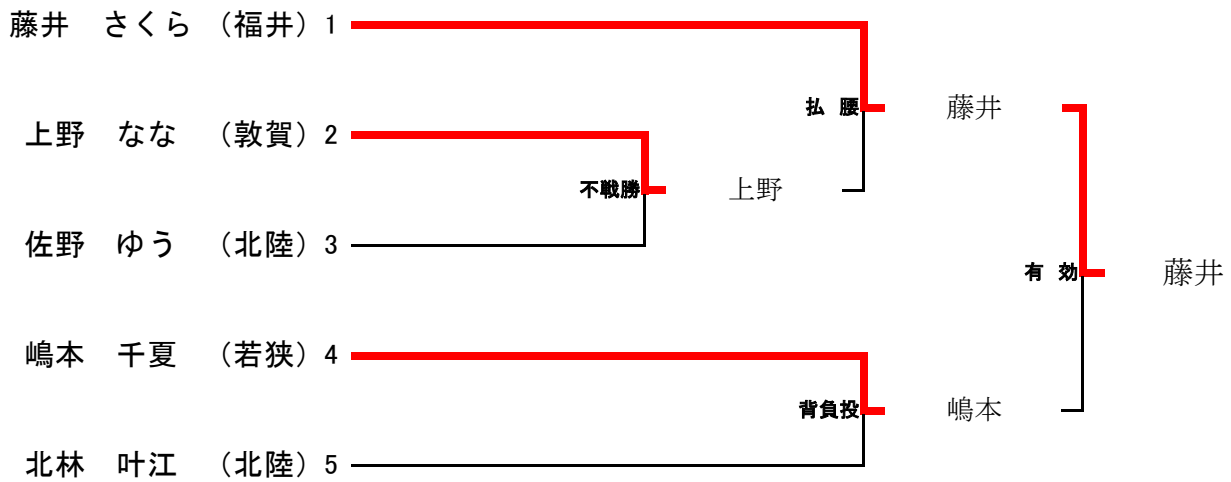 藤井　さくら　（福井）1
払　腰　藤井
上野　なな　（敦賀）2
不戦勝　上野
佐野　ゆう　（北陸）3
有　効　藤井
嶋本　千夏　（若狭）4
背負投　嶋本
北林　叶江　（北陸）5